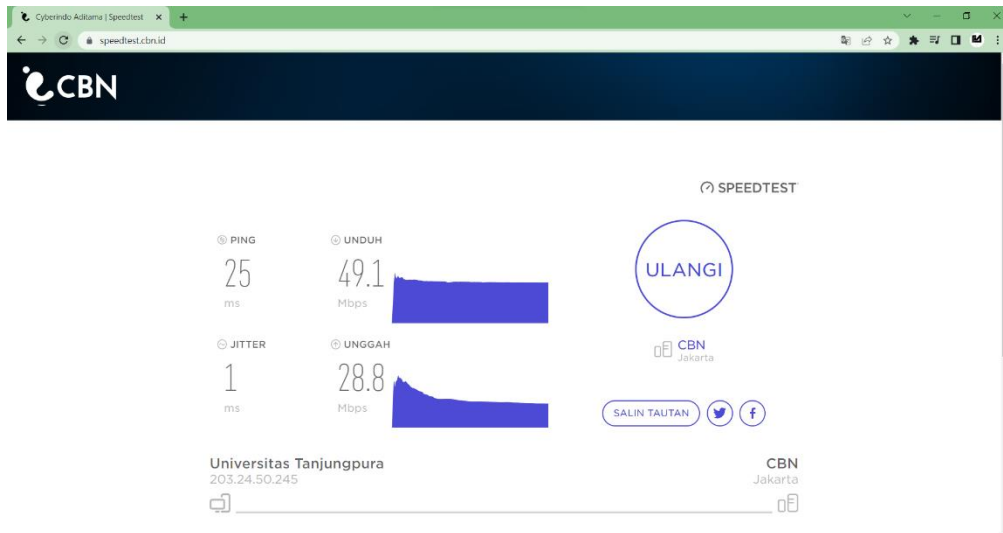 Cyberindo Aditama | Speedtest
speedtest.cbn.id
CBN
SPEEDTEST
PING
25
ms
UNDUH
49.1
Mbps
ULANGI
JITTER
1
ms
UNGGAH
28.8
Mbps
CBN
Jakarta
SALIN TAUTAN
Universitas Tanjungpura
203.24.50.245
CBN
Jakarta